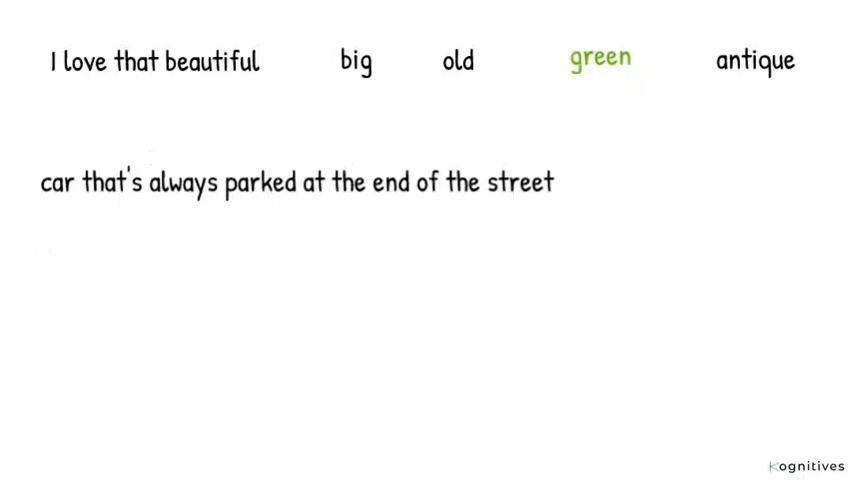 I love that beautiful big old green antique
car that's always parked at the end of the street
Kognitives